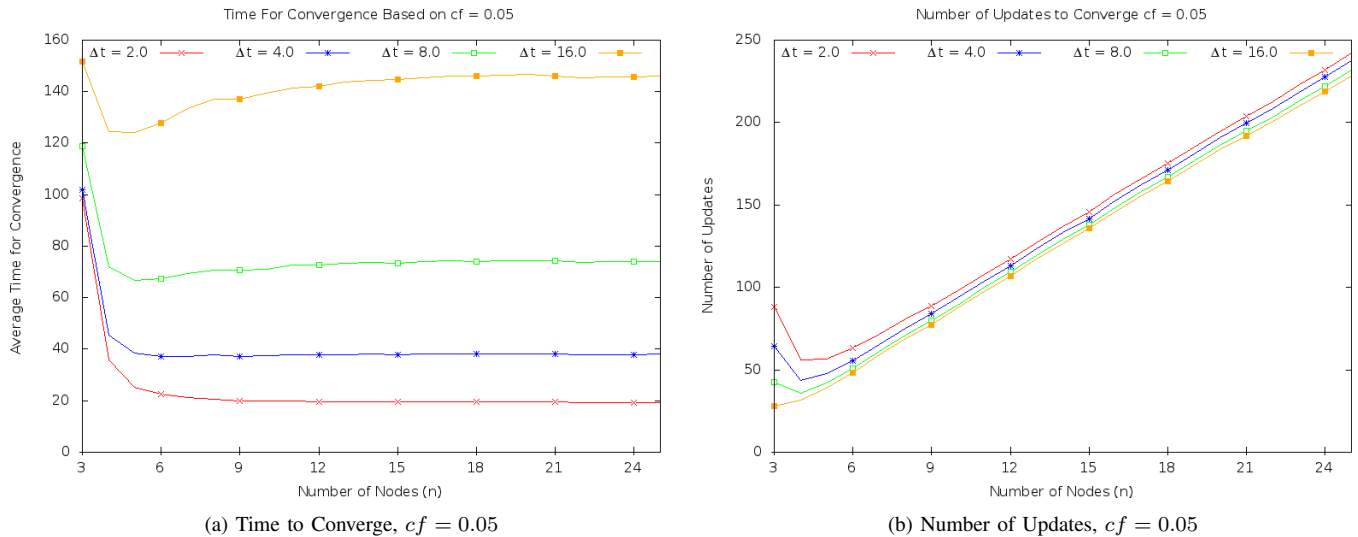 Time For Convergence Based on cf = 0.05
Δt = 2.0 Δt = 4.0 Δt = 8.0 Δt = 16.0
160
140
120
100
80
60
40
20
0
Average Time for Convergence
3 6 9 12 15 18 21 24
Number of Nodes (n)
(a) Time to Converge, cf = 0.05
Number of Updates to Converge cf = 0.05
Δt = 2.0 Δt = 4.0 Δt = 8.0 Δt = 16.0
250
200
150
100
50
0
Number of Updates
3 6 9 12 15 18 21 24
Number of Nodes (n)
(b) Number of Updates, cf = 0.05